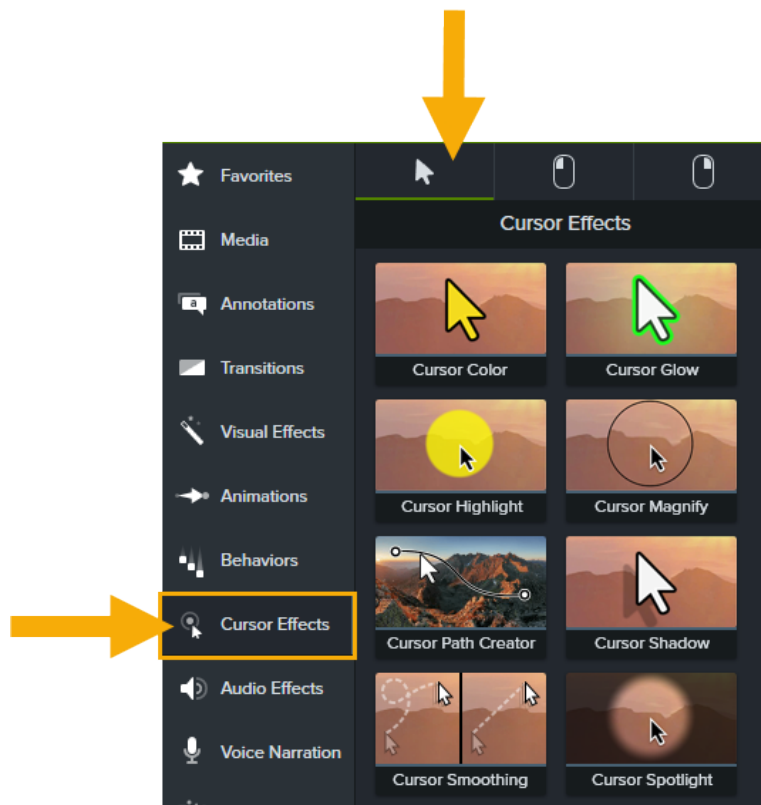 Favorites
Media
a
Annotations
Transitions
Visual Effects
Animations
Behaviors
Cursor Effects
Audio Effects
Voice Narration
Cursor Effects
Cursor Color
Cursor Glow
Cursor Highlight
Cursor Magnify
Cursor Path Creator
Cursor Shadow
Cursor Smoothing
Cursor Spotlight